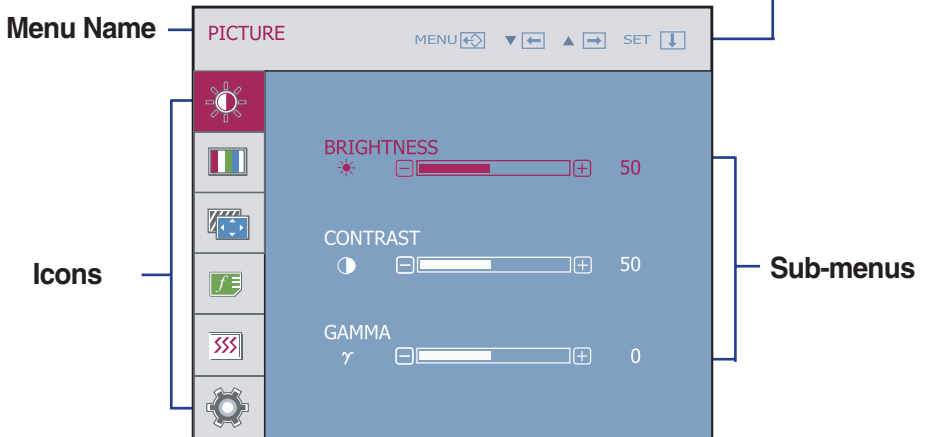 Menu Name
PICTURE
MENU ▼ ▲ SET
BRIGHTNESS
50
CONTRAST
50
Icons
Sub-menus
GAMMA
γ 0